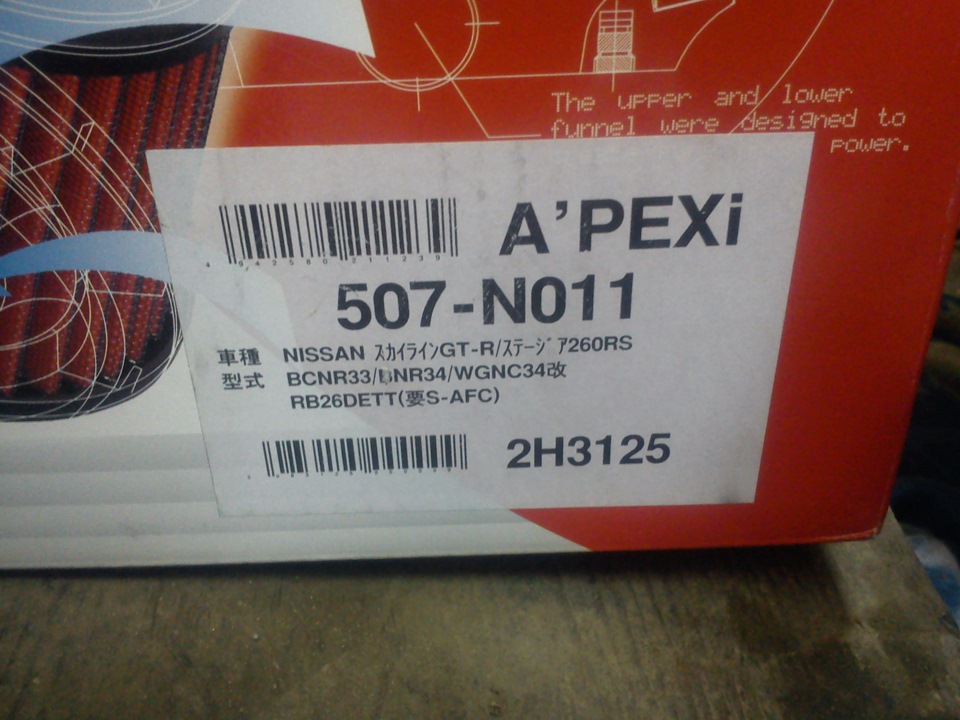 The upper and lower
funnel were designed to
power.
A'PEXi
4942580211239
507-N011
車種 NISSAN ｽｶｲﾗｲﾝGT-R/ｽﾃｰｼﾞｱ260RS
型式 BCNR33/BNR34/WGNC34改
RB26DETT(要S-AFC)
2H3125